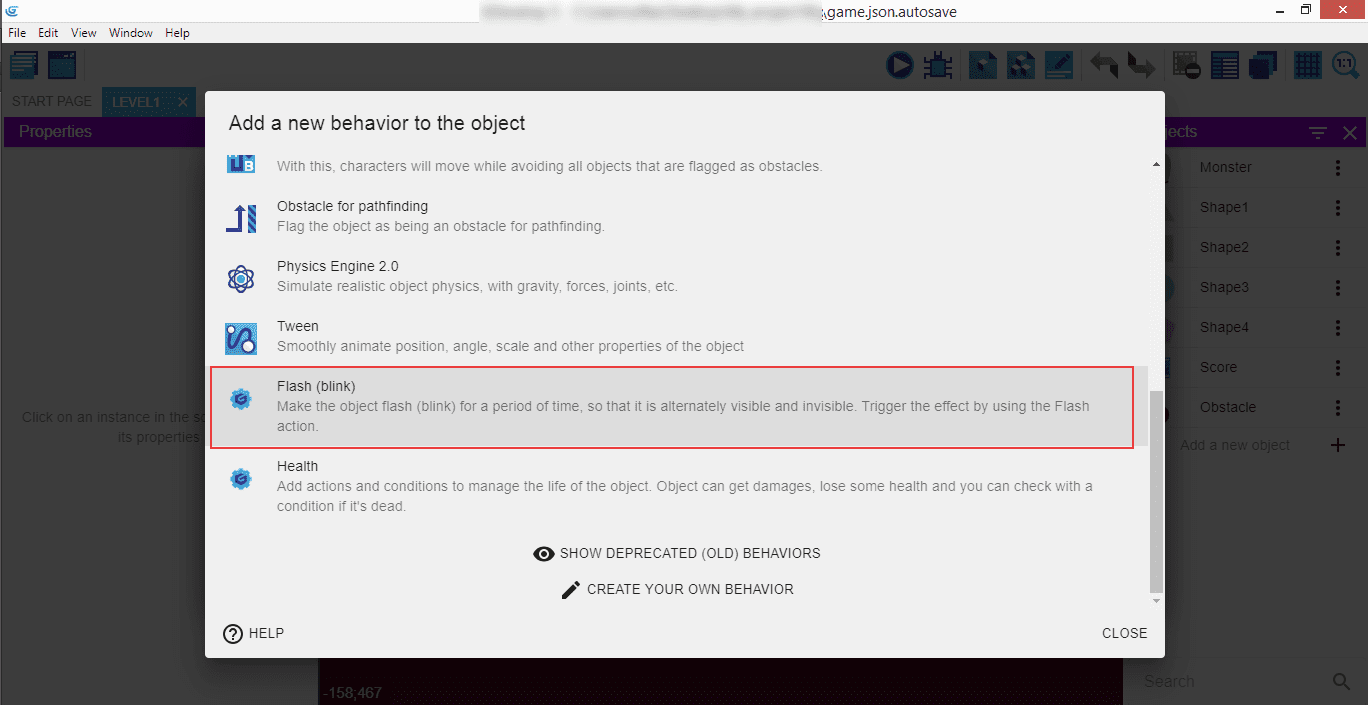 \game.json.autosave
File Edit View Window Help
1:1
START PAGE LEVEL1
Properties
Add a new behavior to the object
jects
With this, characters will move while avoiding all objects that are flagged as obstacles.
Monster
Obstacle for pathfinding
Flag the object as being an obstacle for pathfinding.
Shape1
Shape2
Physics Engine 2.0
Simulate realistic object physics, with gravity, forces, joints, etc.
Shape3
Tween
Smoothly animate position, angle, scale and other properties of the object
Shape4
Score
Flash (blink)
Make the object flash (blink) for a period of time, so that it is alternately visible and invisible. Trigger the effect by using the Flash
action.
Obstacle
Click on an instance in the sc
its properties
Add a new object
Health
Add actions and conditions to manage the life of the object. Object can get damages, lose some health and you can check with a
condition if it's dead.
SHOW DEPRECATED (OLD) BEHAVIORS
CREATE YOUR OWN BEHAVIOR
HELP
CLOSE
-158;467
Search